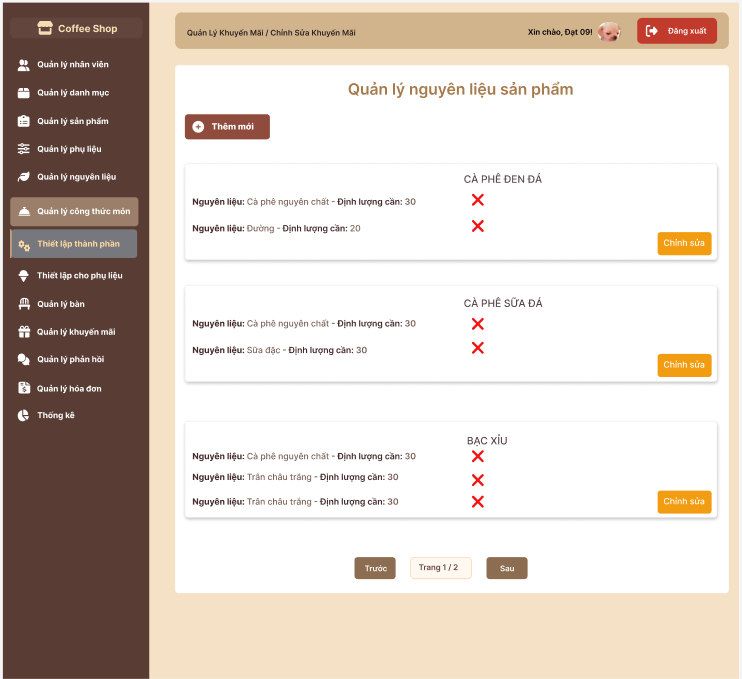 Coffee Shop
Quản lý nhân viên
Quản lý danh mục
Quản lý sản phẩm
Quản lý phụ liệu
Quản lý nguyên liệu
Quản lý công thức món
Thiết lập thành phần
Thiết lập cho phụ liệu
Quản lý bàn
Quản lý khuyến mãi
Quản lý phản hồi
Quản lý hóa đơn
Thống kê
Quản Lý Khuyến Mãi / Chỉnh Sửa Khuyến Mãi
Xin chào, Đạt 09!
Đăng xuất
Quản lý nguyên liệu sản phẩm
Thêm mới
CÀ PHÊ ĐEN ĐÁ
Nguyên liệu: Cà phê nguyên chất - Định lượng cần: 30
Nguyên liệu: Đường - Định lượng cần: 20
Chỉnh sửa
CÀ PHÊ SỮA ĐÁ
Nguyên liệu: Cà phê nguyên chất - Định lượng cần: 30
Nguyên liệu: Sữa đặc - Định lượng cần: 30
Chỉnh sửa
BẠC XỈU
Nguyên liệu: Cà phê nguyên chất - Định lượng cần: 30
Nguyên liệu: Trân châu trắng - Định lượng cần: 30
Nguyên liệu: Trân châu trắng - Định lượng cần: 30
Chỉnh sửa
Trước
Trang 1 / 2
Sau